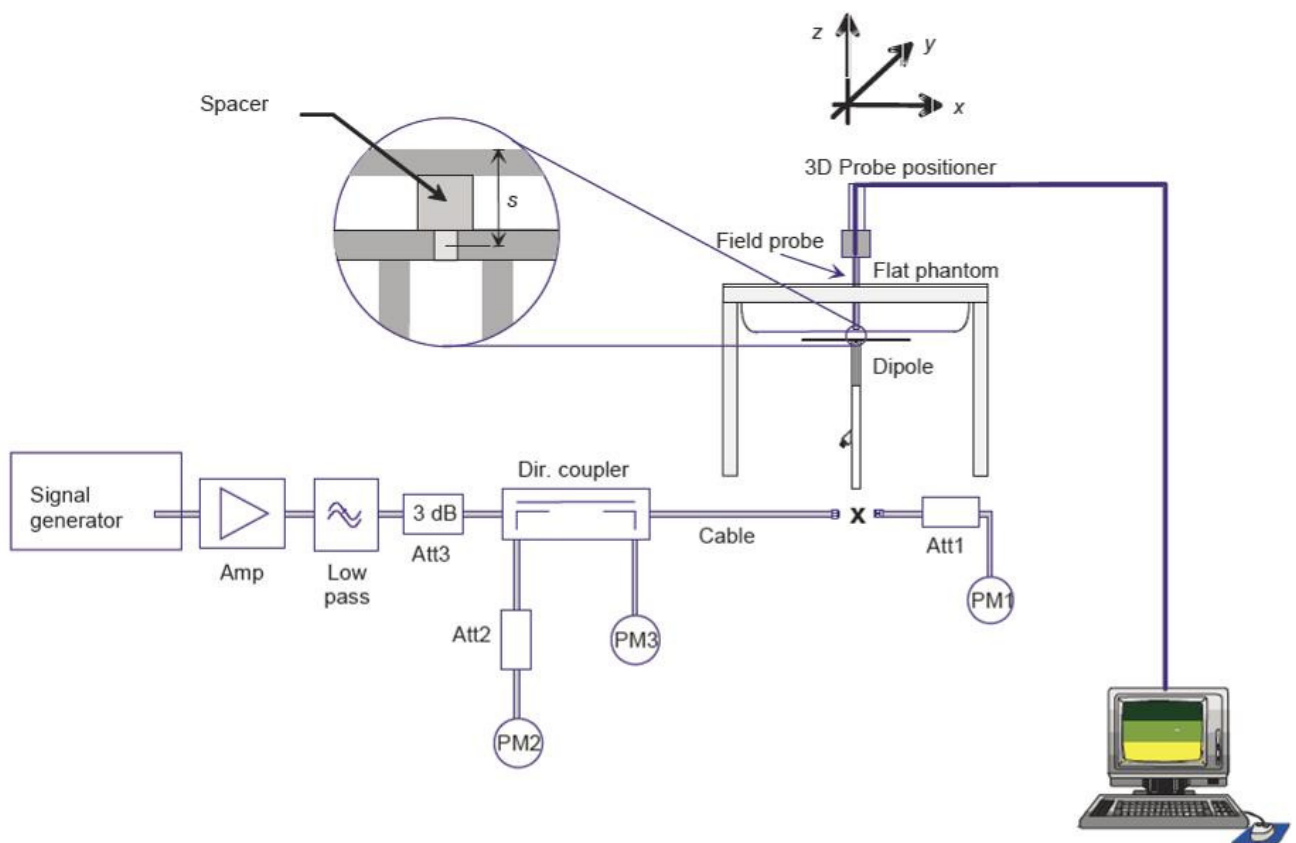 z
y
x
Spacer
s
3D Probe positioner
Field probe
Flat phantom
Dipole
Signal
generator
Amp
Low
pass
3 dB
Att3
Dir. coupler
Cable
X
Att1
PM1
Att2
PM3
PM2